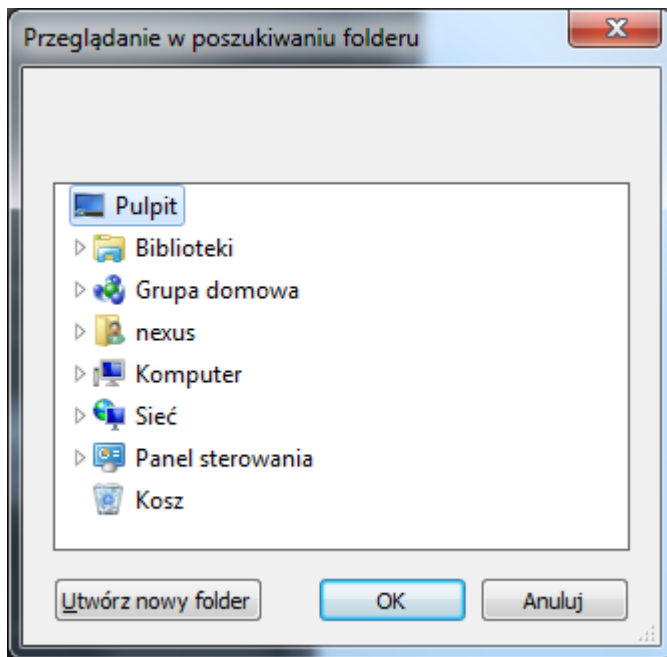 Przeglądanie w poszukiwaniu folderu
Pulpit
Biblioteki
Grupa domowa
nexus
Komputer
Sieć
Panel sterowania
Kosz
Utwórz nowy folder
OK
Anuluj